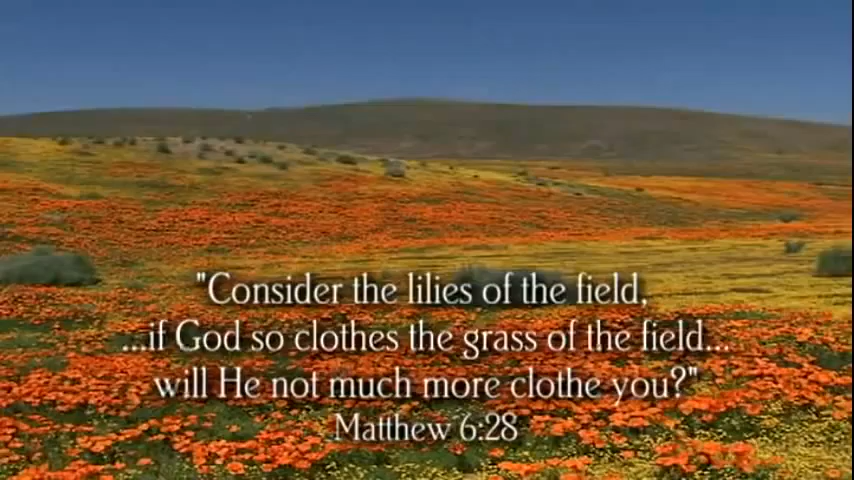 "Consider the lilies of the field,
...if God so clothes the grass of the field...
will He not much more clothe you?"
Matthew 6:28